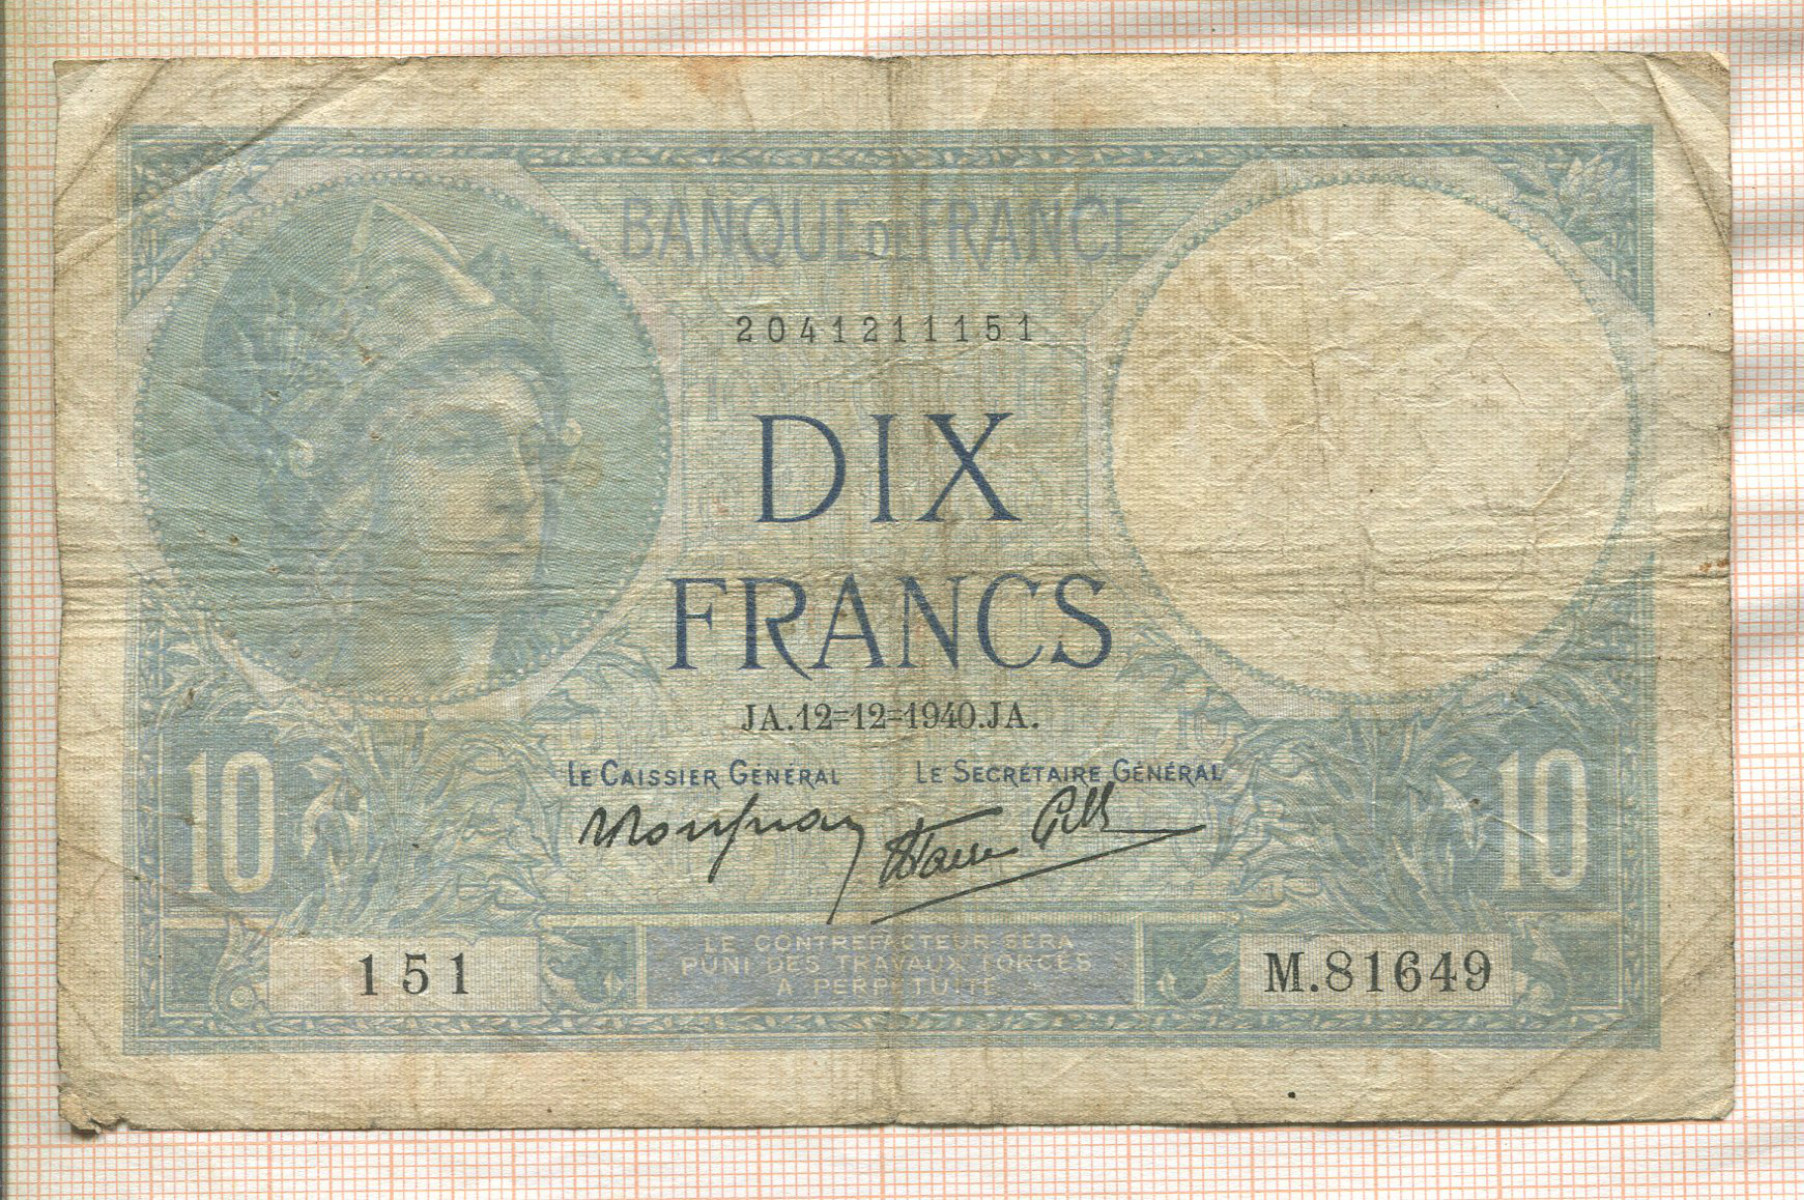 BANQUE DE FRANCE
2041211151
DIX
FRANCS
JA.12=12=1940.JA.
LE CAISSIER GÉNÉRAL LE SECRÉTAIRE GÉNÉRAL
10 10
LE CONTREFACTEUR SERA
PUNI DES TRAVAUX FORCÉS
À PERPÉTUITÉ
151 M.81649